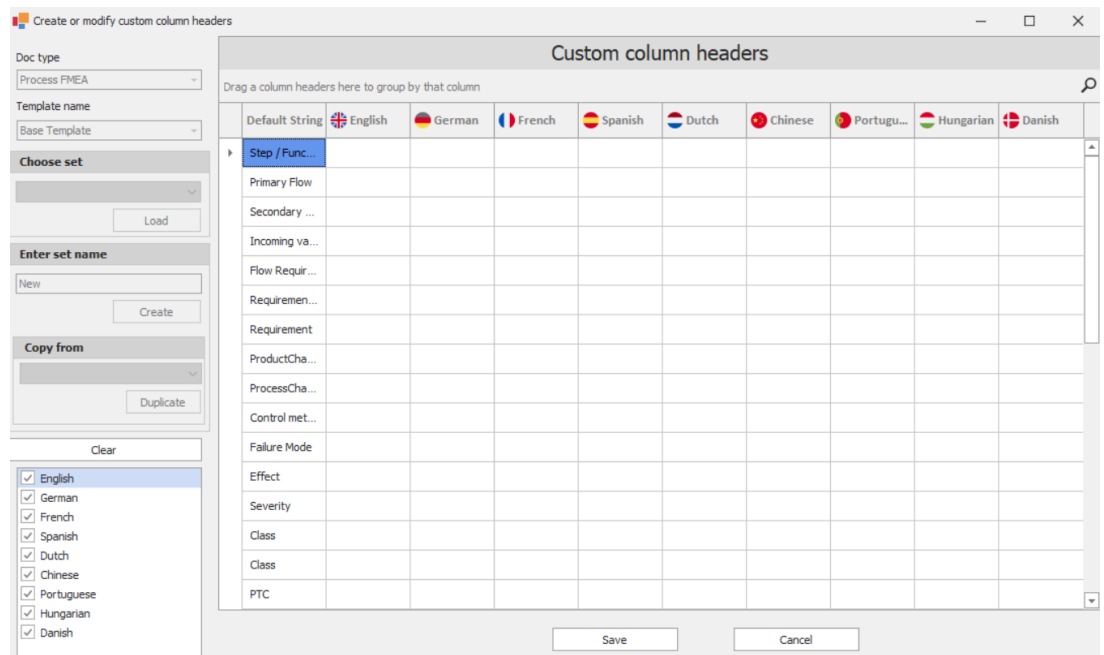 Create or modify custom column headers
Doc type
Process FMEA
Template name
Base Template
Choose set
Load
Enter set name
New
Create
Copy from
Duplicate
Clear
English
German
French
Spanish
Dutch
Chinese
Portuguese
Hungarian
Danish
Custom column headers
Drag a column headers here to group by that column
Default String English German French Spanish Dutch Chinese Portugu... Hungarian Danish
Step / Func...
Primary Flow
Secondary ...
Incoming va...
Flow Requir...
Requiremen...
Requirement
ProductCha...
ProcessCha...
Control met...
Failure Mode
Effect
Severity
Class
Class
PTC
Save Cancel